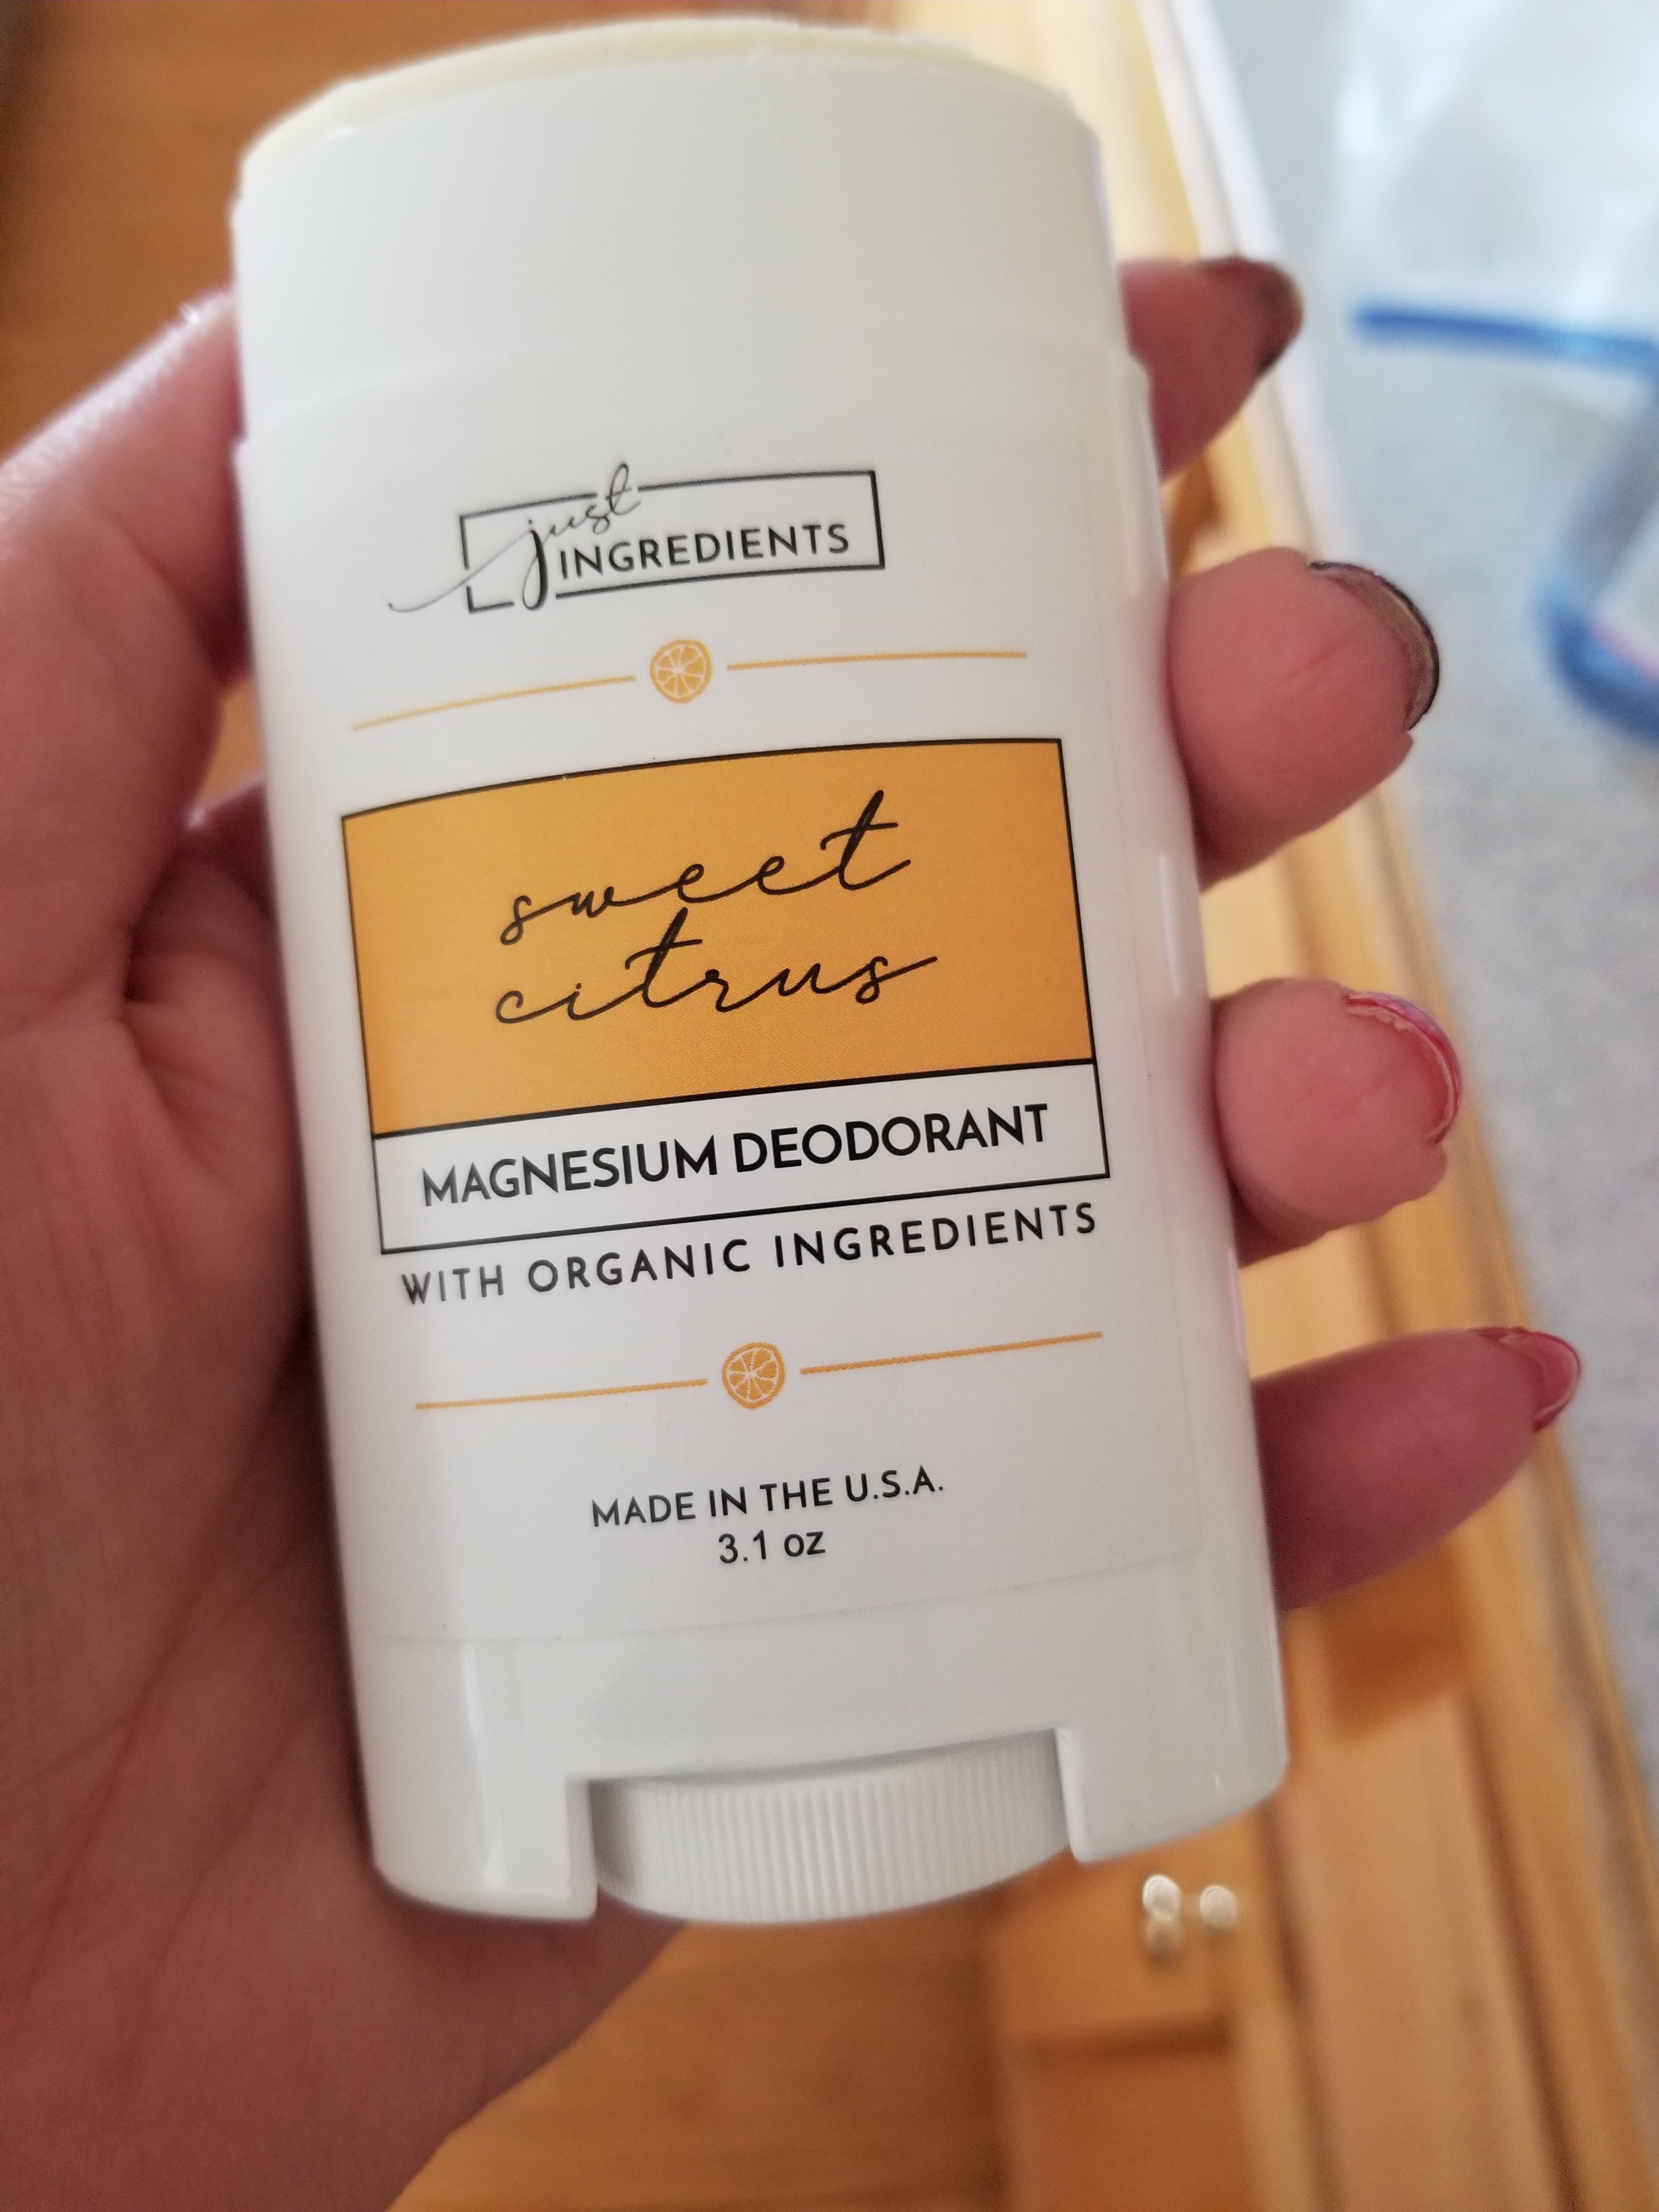 just
INGREDIENTS
sweet
citrus
MAGNESIUM DEODORANT
WITH ORGANIC INGREDIENTS
MADE IN THE U.S.A.
3.1 oz